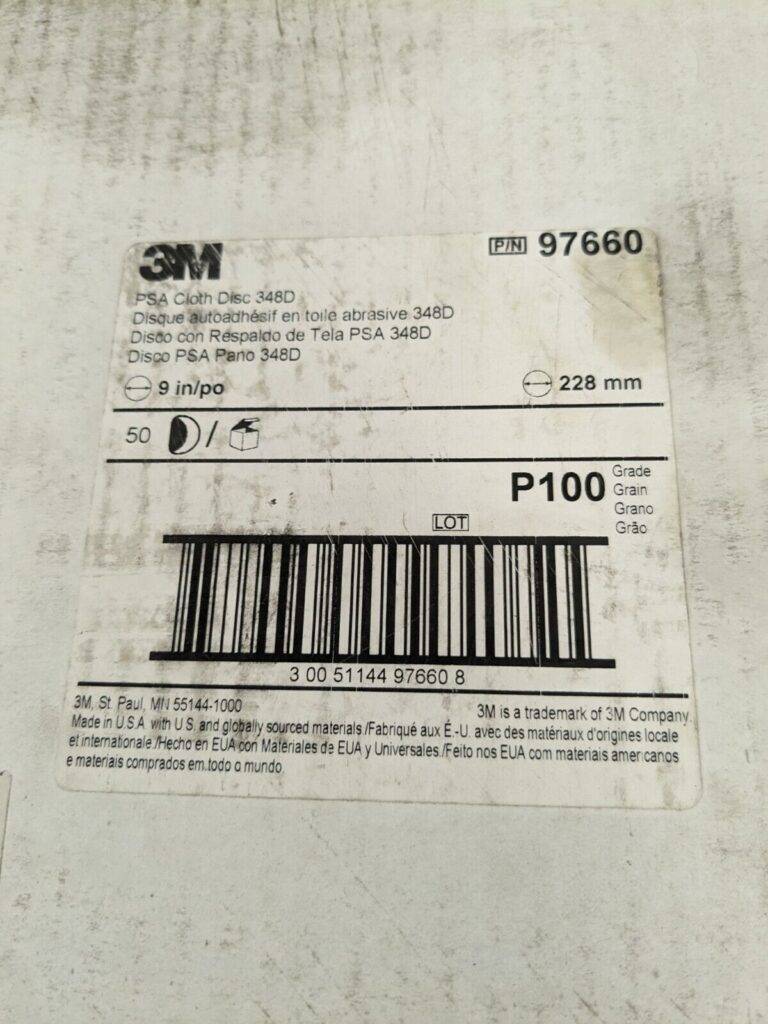 3M
P/N 97660
PSA Cloth Disc 348D
Disque autoadhésif en toile abrasive 348D
Disco con Respaldo de Tela PSA 348D
Disco PSA Pano 348D
9 in/po
228 mm
50 /
P100
Grade
Grain
Grano
Grão
LOT
3 00 51144 97660 8
3M, St. Paul, MN 55144-1000
3M is a trademark of 3M Company.
Made in U.S.A. with U.S. and globally sourced materials./Fabriqué aux É.-U. avec des matériaux d'origines locale
et internationale./Hecho en EUA con Materiales de EUA y Universales./Feito nos EUA com materiais americanos
e materiais comprados em todo o mundo.